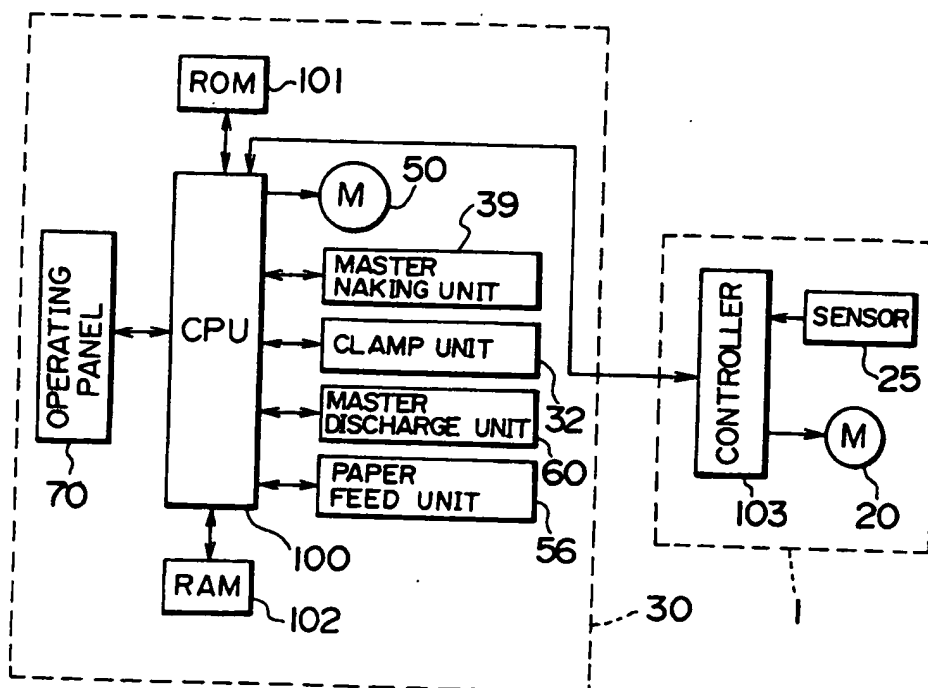 ROM
101
M
50
39
MASTER
NAKING UNIT
CPU
OPERATING
PANEL
70
CLAMP UNIT
32
MASTER
DISCHARGE UNIT
60
PAPER
FEED UNIT
56
100
RAM
102
30
CONTROLLER
103
SENSOR
25
M
20
1